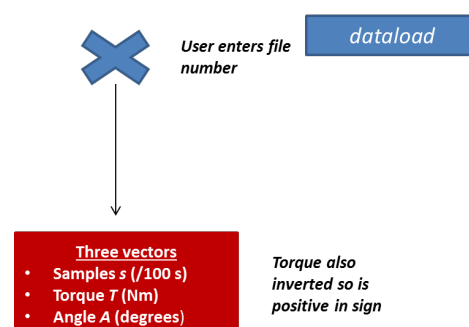 User enters file
number
dataload
Three vectors
• Samples s (/100 s)
• Torque T (Nm)
• Angle A (degrees)
Torque also
inverted so is
positive in sign